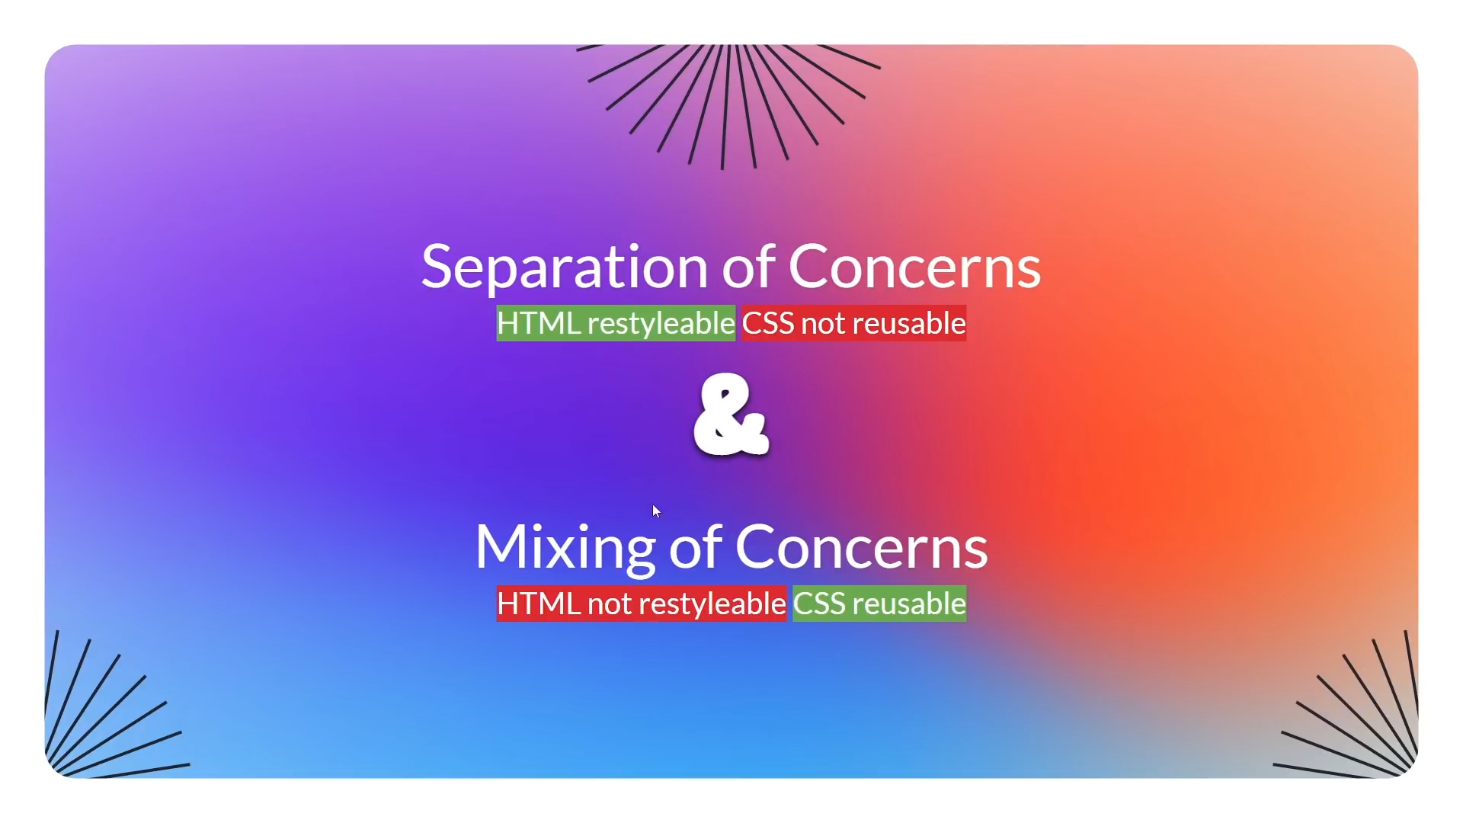 Separation of Concerns
HTML restyleable CSS not reusable
&
Mixing of Concerns
HTML not restyleable CSS reusable